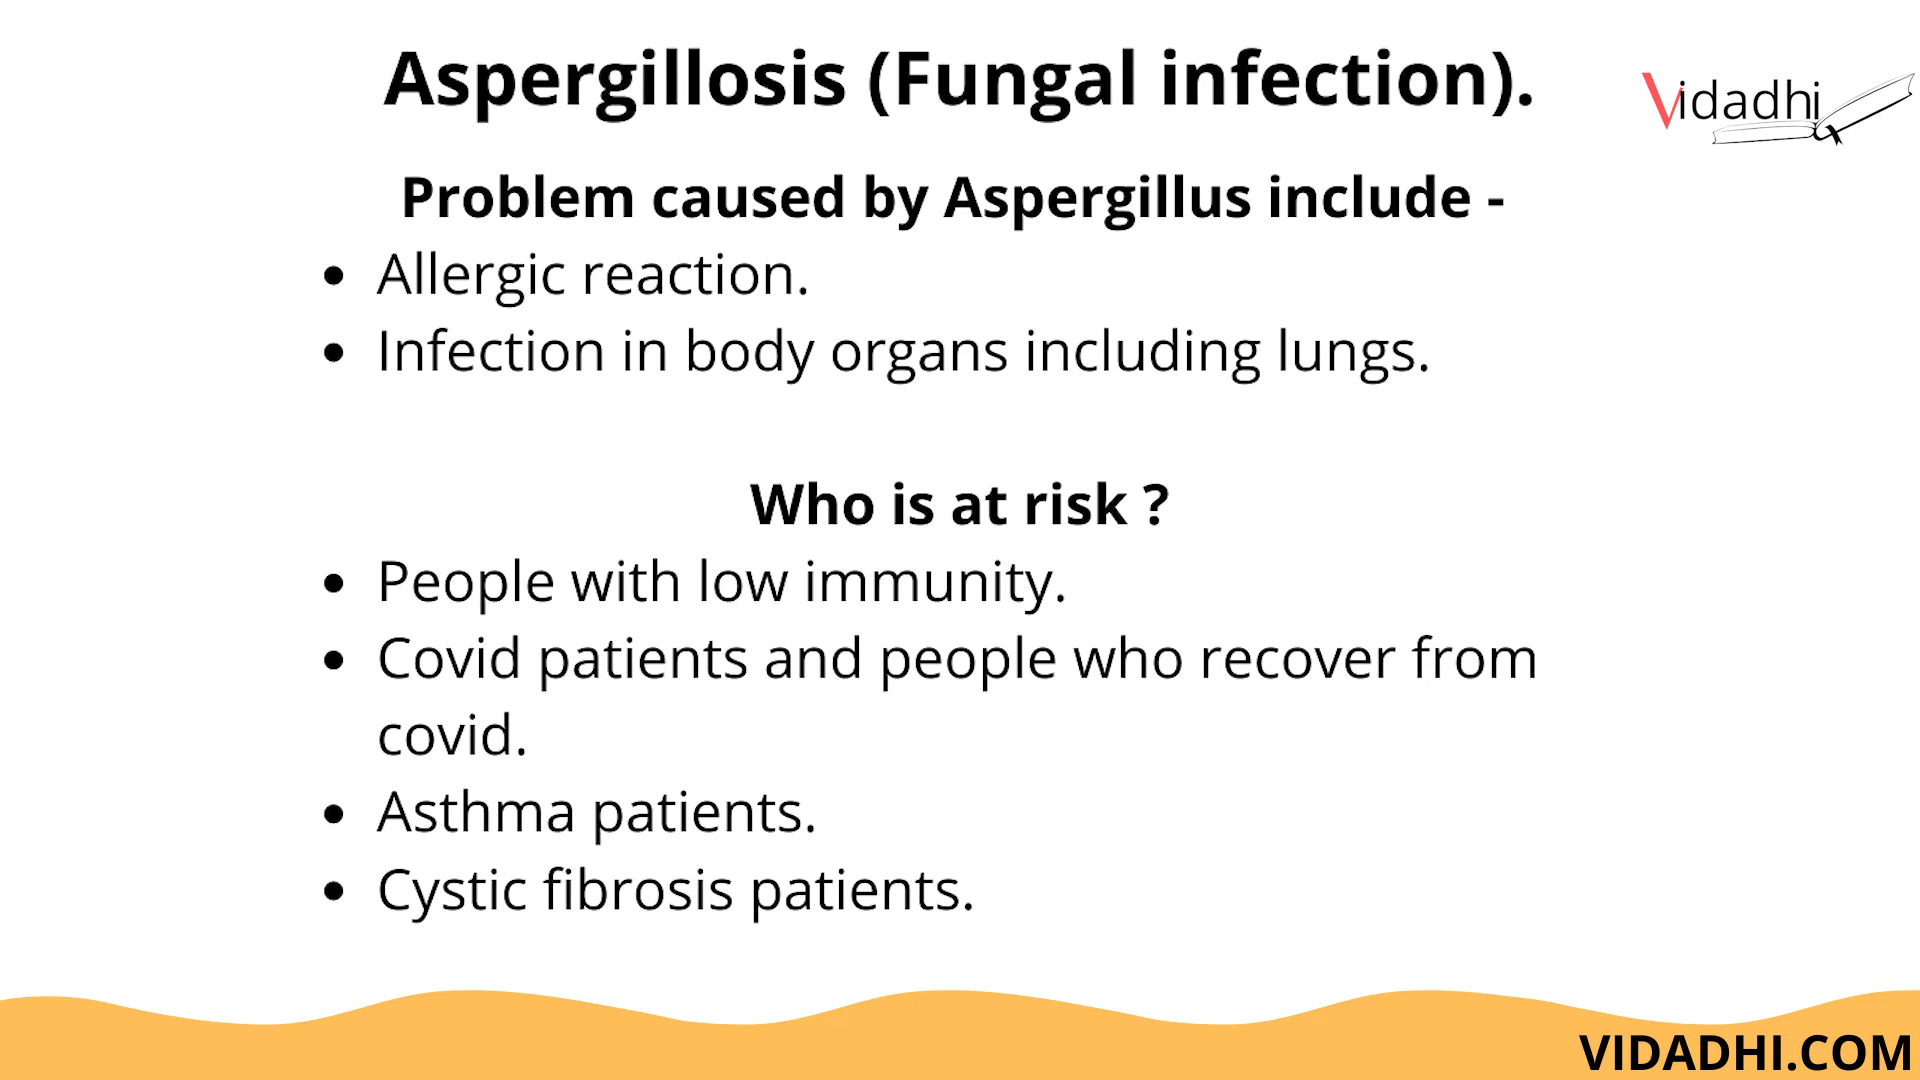 Aspergillosis (Fungal infection).
Vidadhi
Problem caused by Aspergillus include -
• Allergic reaction.
• Infection in body organs including lungs.
Who is at risk ?
• People with low immunity.
• Covid patients and people who recover from
covid.
• Asthma patients.
• Cystic fibrosis patients.
VIDADHI.COM